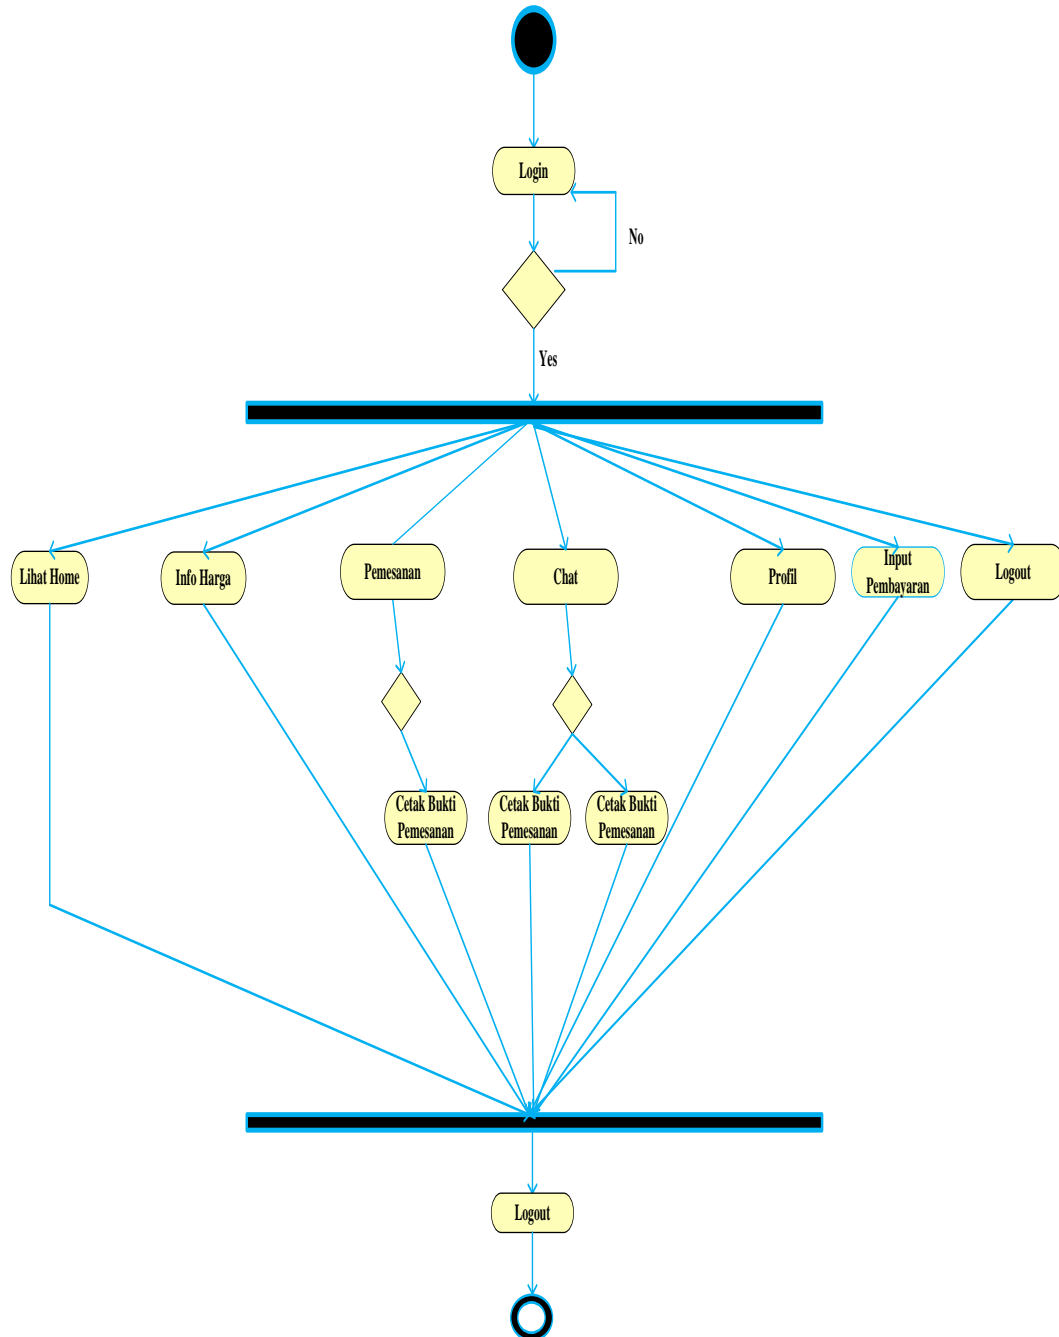 Login
No
Yes
Lihat Home
Info Harga
Pemesanan
Chat
Profil
Input
Pembayaran
Logout
Cetak Bukti
Pemesanan
Cetak Bukti
Pemesanan
Cetak Bukti
Pemesanan
Logout